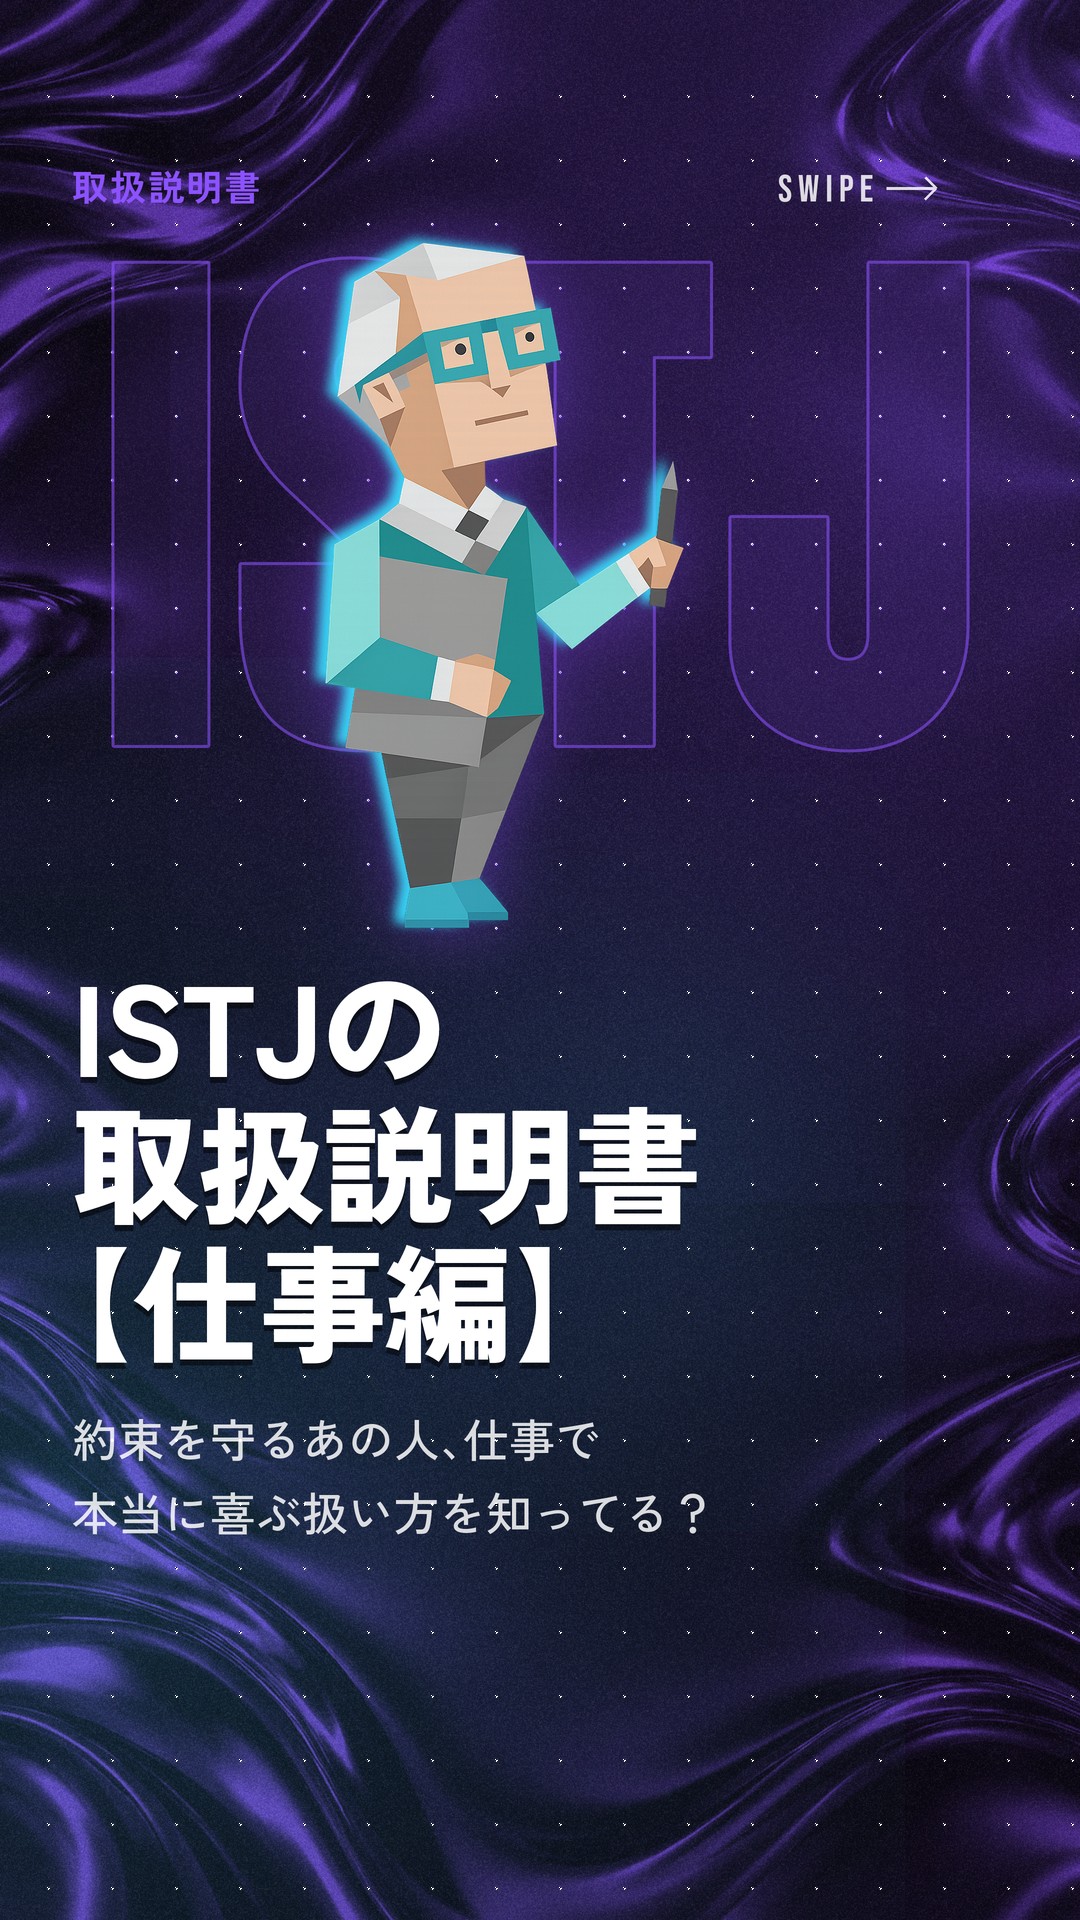 取扱説明書
SWIPE →
ISTJ
ISTJの
取扱説明書
【仕事編】
約束を守るあの人、仕事で
本当に喜ぶ扱い方を知ってる？